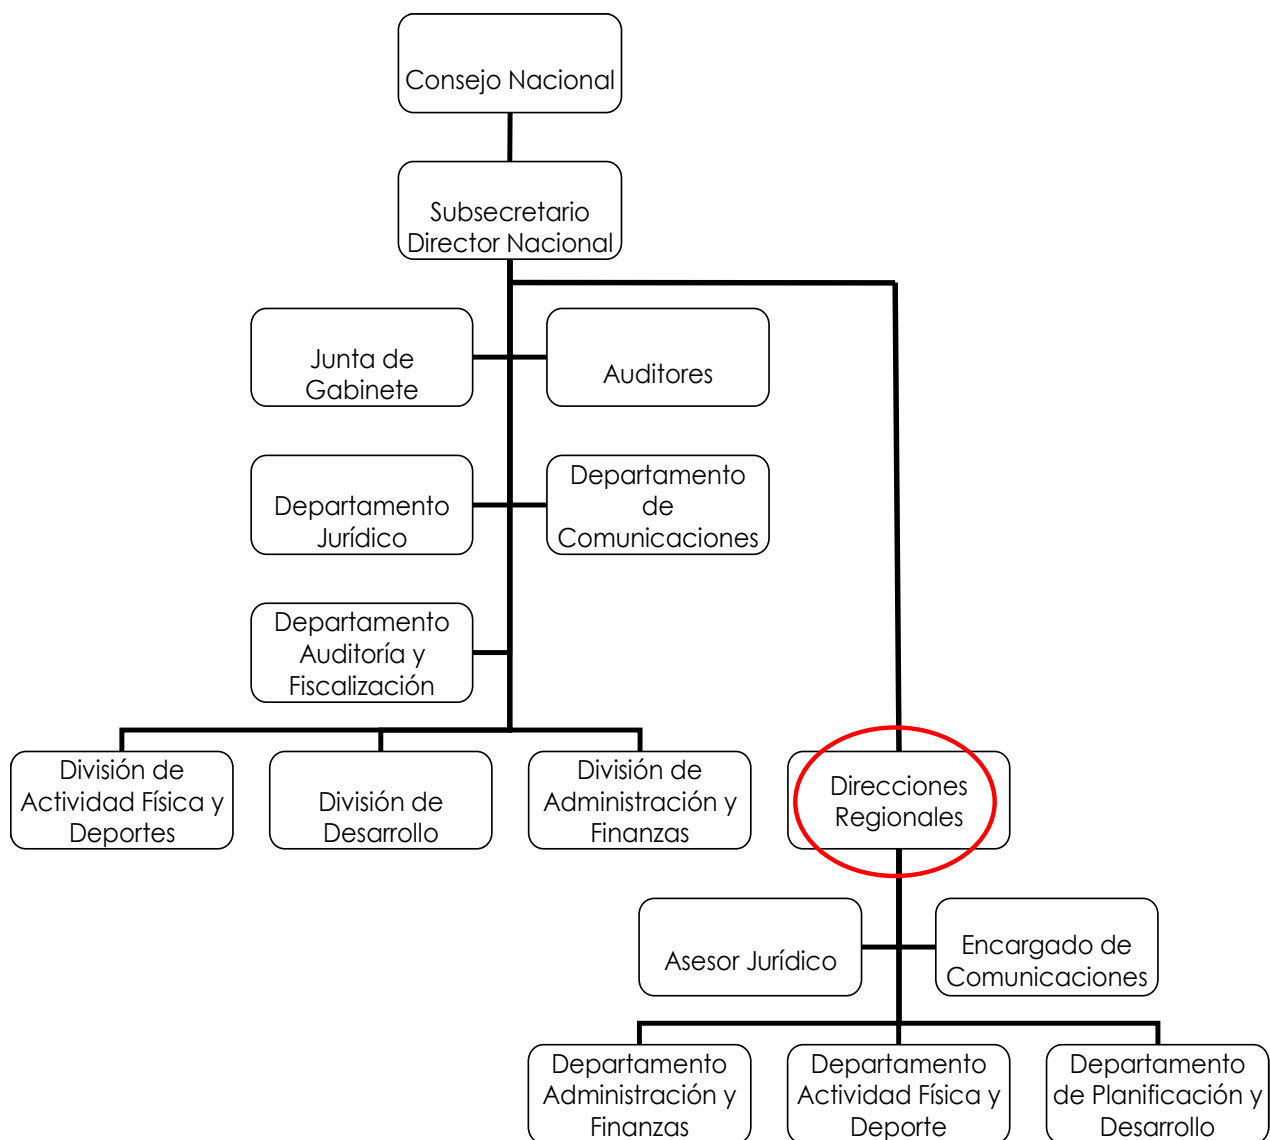 Consejo Nacional
Subsecretario
Director Nacional
Junta de
Gabinete
Auditores
Departamento
Jurídico
Departamento
de
Comunicaciones
Departamento
Auditoría y
Fiscalización
División de
Actividad Física y
Deportes
División de
Desarrollo
División de
Administración y
Finanzas
Direcciones
Regionales
Asesor Jurídico
Encargado de
Comunicaciones
Departamento
Administración y
Finanzas
Departamento
Actividad Física y
Deporte
Departamento
de Planificación y
Desarrollo